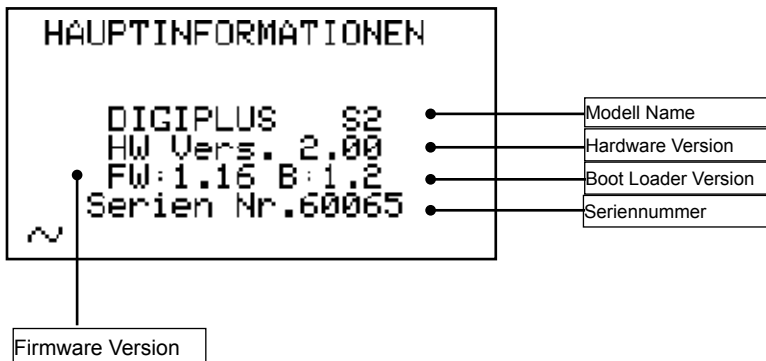 HAUPTINFORMATIONEN
DIGIPLUS S2
HW Vers. 2.00
FW:1.16 B:1.2
Serien Nr.60065
~
Modell Name
Hardware Version
Boot Loader Version
Seriennummer
Firmware Version